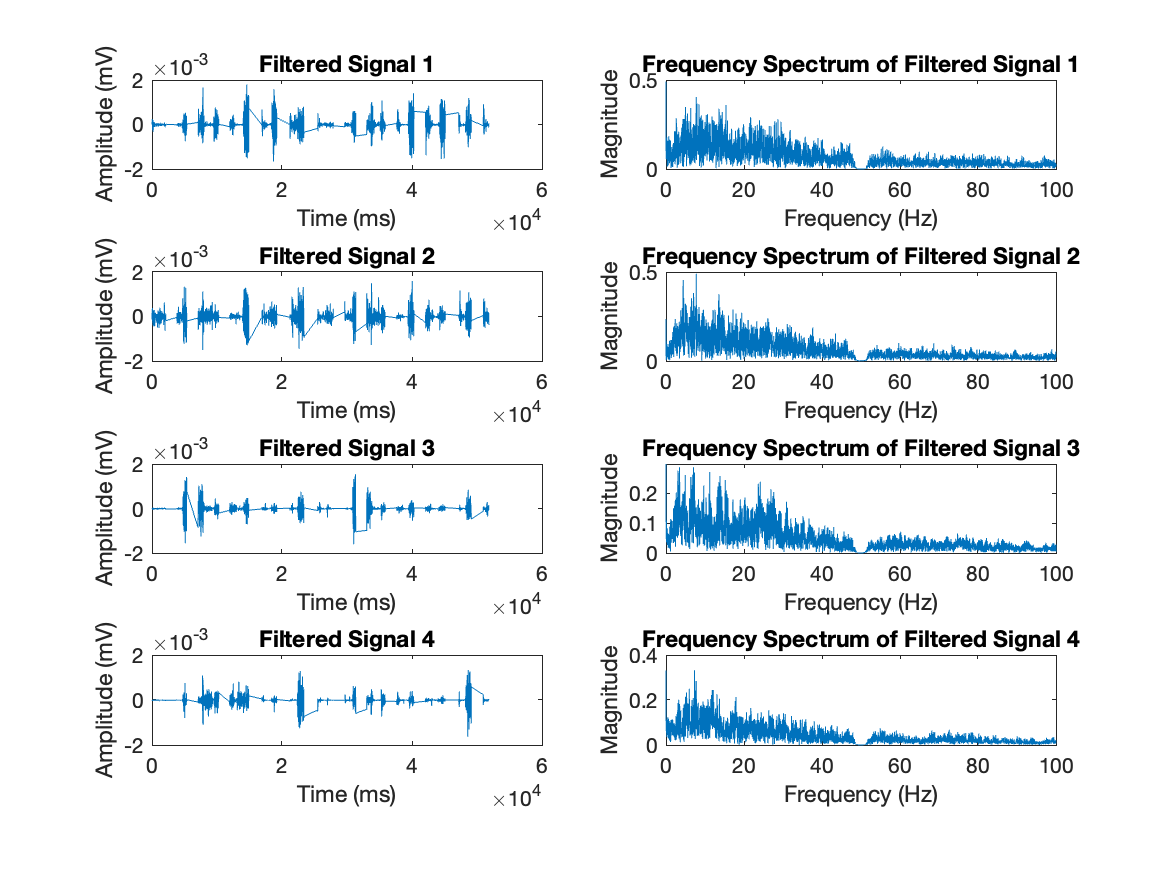 Filtered Signal 1
×10-3
Amplitude (mV)
2
0
-2
0 2 4 6
Time (ms)
×104
Frequency Spectrum of Filtered Signal 1
Magnitude
0.5
0
0 20 40 60 80 100
Frequency (Hz)
Filtered Signal 2
×10-3
Amplitude (mV)
2
0
-2
0 2 4 6
Time (ms)
×104
Frequency Spectrum of Filtered Signal 2
Magnitude
0.5
0
0 20 40 60 80 100
Frequency (Hz)
Filtered Signal 3
×10-3
Amplitude (mV)
2
0
-2
0 2 4 6
Time (ms)
×104
Frequency Spectrum of Filtered Signal 3
Magnitude
0.2
0.1
0
0 20 40 60 80 100
Frequency (Hz)
Filtered Signal 4
×10-3
Amplitude (mV)
2
0
-2
0 2 4 6
Time (ms)
×104
Frequency Spectrum of Filtered Signal 4
Magnitude
0.4
0.2
0
0 20 40 60 80 100
Frequency (Hz)